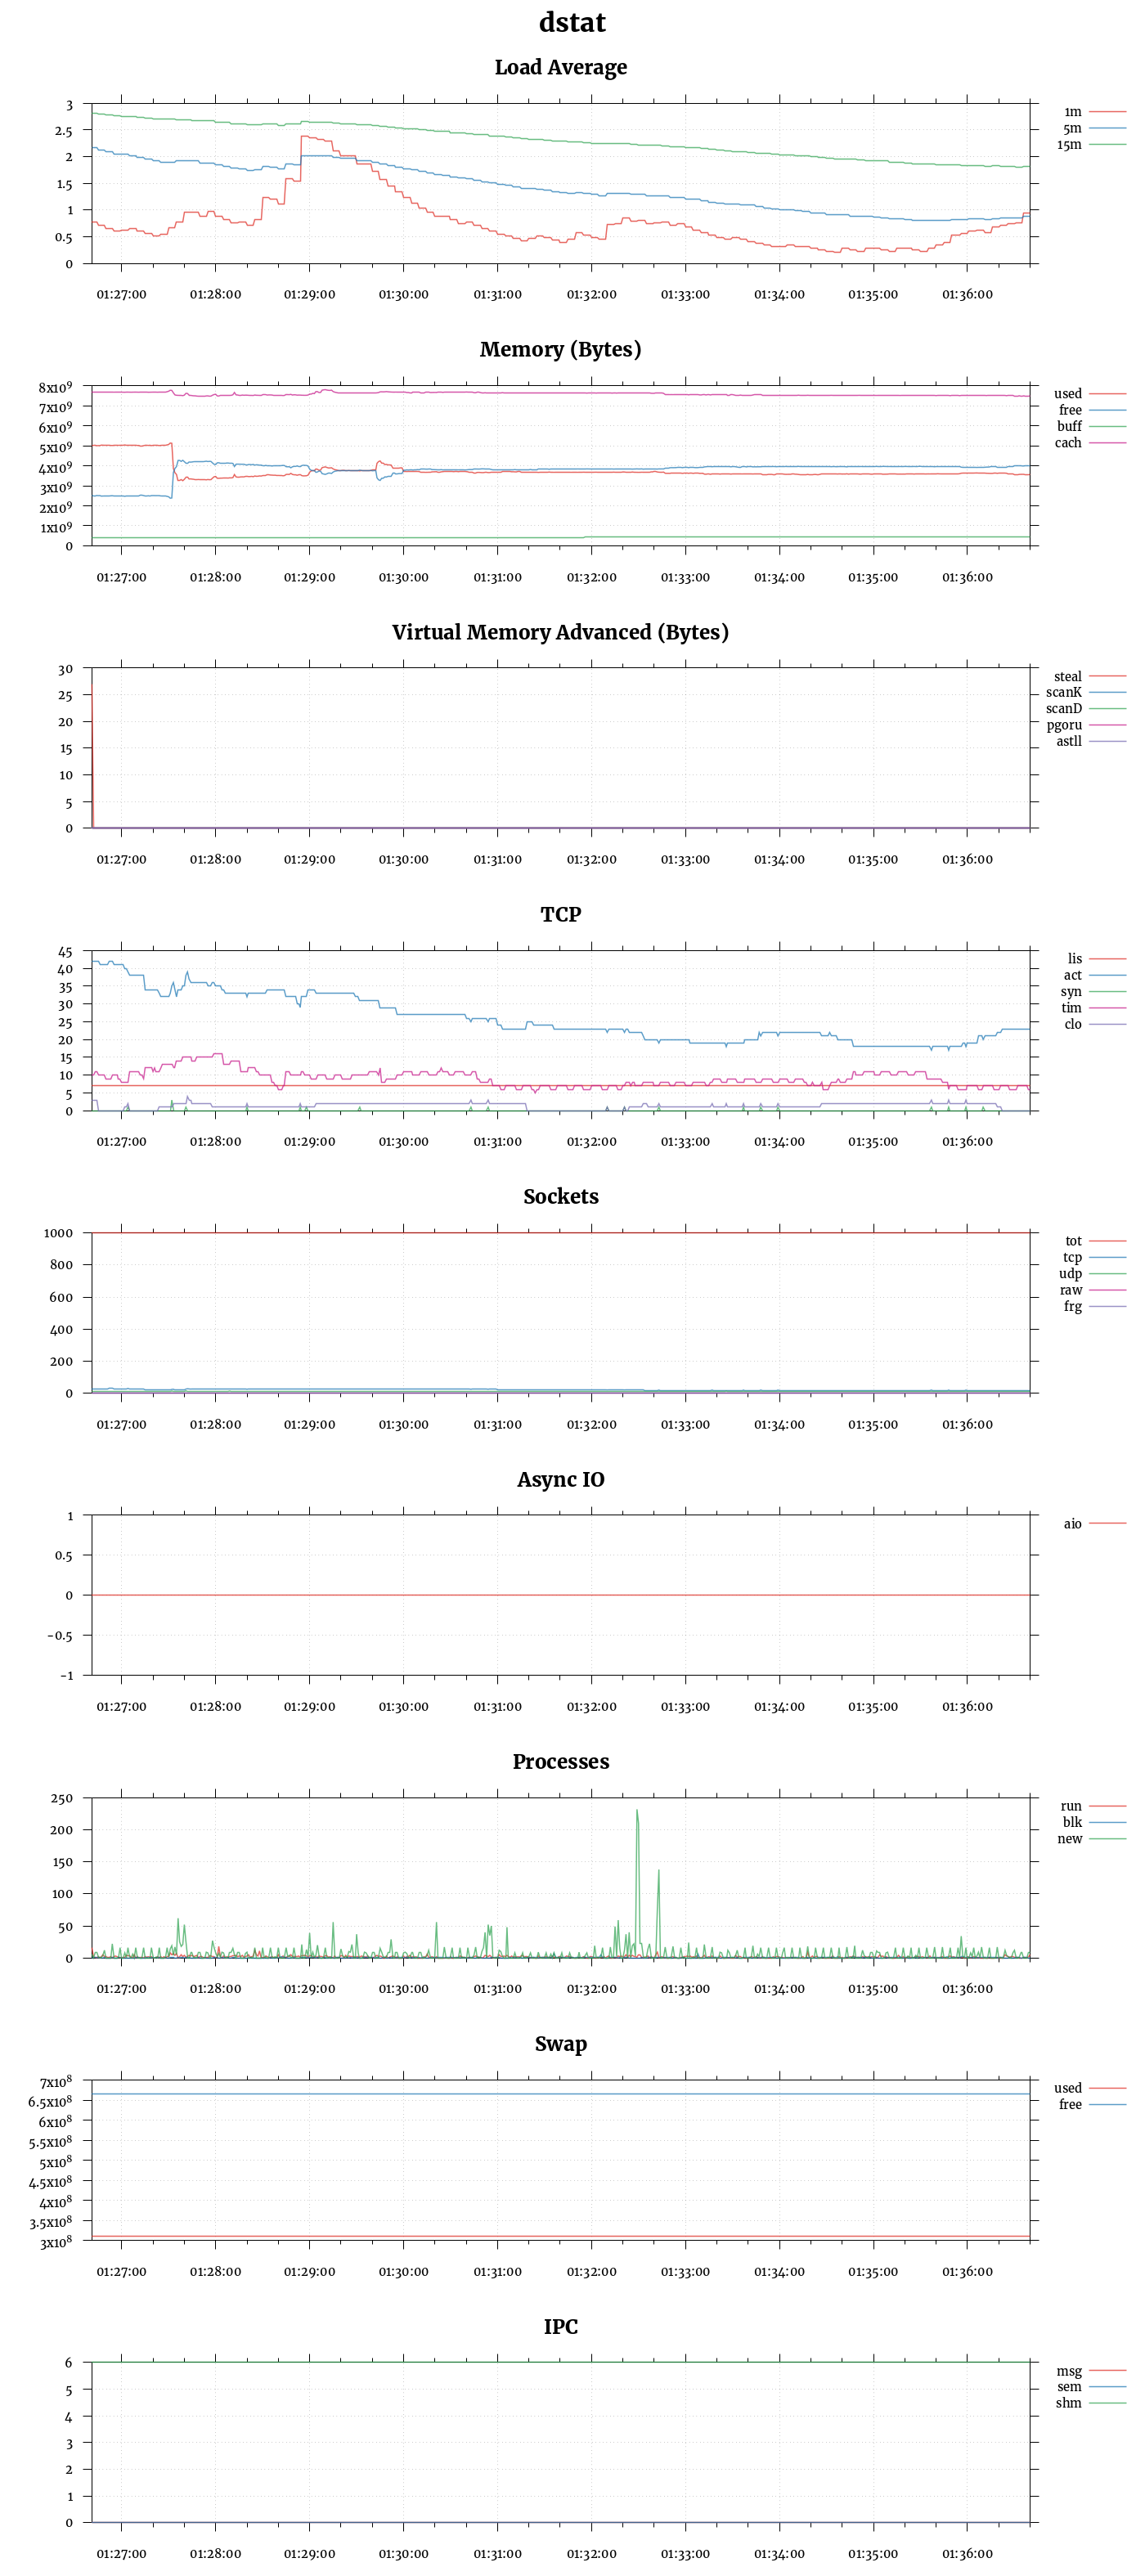 dstat
Load Average
3
2.5
2
1.5
1
0.5
0
01:27:00 01:28:00 01:29:00 01:30:00 01:31:00 01:32:00 01:33:00 01:34:00 01:35:00 01:36:00
1m
5m
15m
Memory (Bytes)
8x10⁹
7x10⁹
6x10⁹
5x10⁹
4x10⁹
3x10⁹
2x10⁹
1x10⁹
0
01:27:00 01:28:00 01:29:00 01:30:00 01:31:00 01:32:00 01:33:00 01:34:00 01:35:00 01:36:00
used
free
buff
cach
Virtual Memory Advanced (Bytes)
30
25
20
15
10
5
0
01:27:00 01:28:00 01:29:00 01:30:00 01:31:00 01:32:00 01:33:00 01:34:00 01:35:00 01:36:00
steal
scanK
scanD
pgoru
astll
TCP
45
40
35
30
25
20
15
10
5
0
01:27:00 01:28:00 01:29:00 01:30:00 01:31:00 01:32:00 01:33:00 01:34:00 01:35:00 01:36:00
lis
act
syn
tim
clo
Sockets
1000
800
600
400
200
0
01:27:00 01:28:00 01:29:00 01:30:00 01:31:00 01:32:00 01:33:00 01:34:00 01:35:00 01:36:00
tot
tcp
udp
raw
frg
Async IO
1
0.5
0
-0.5
-1
01:27:00 01:28:00 01:29:00 01:30:00 01:31:00 01:32:00 01:33:00 01:34:00 01:35:00 01:36:00
aio
Processes
250
200
150
100
50
0
01:27:00 01:28:00 01:29:00 01:30:00 01:31:00 01:32:00 01:33:00 01:34:00 01:35:00 01:36:00
run
blk
new
Swap
7x10⁸
6.5x10⁸
6x10⁸
5.5x10⁸
5x10⁸
4.5x10⁸
4x10⁸
3.5x10⁸
3x10⁸
01:27:00 01:28:00 01:29:00 01:30:00 01:31:00 01:32:00 01:33:00 01:34:00 01:35:00 01:36:00
used
free
IPC
6
5
4
3
2
1
0
01:27:00 01:28:00 01:29:00 01:30:00 01:31:00 01:32:00 01:33:00 01:34:00 01:35:00 01:36:00
msg
sem
shm